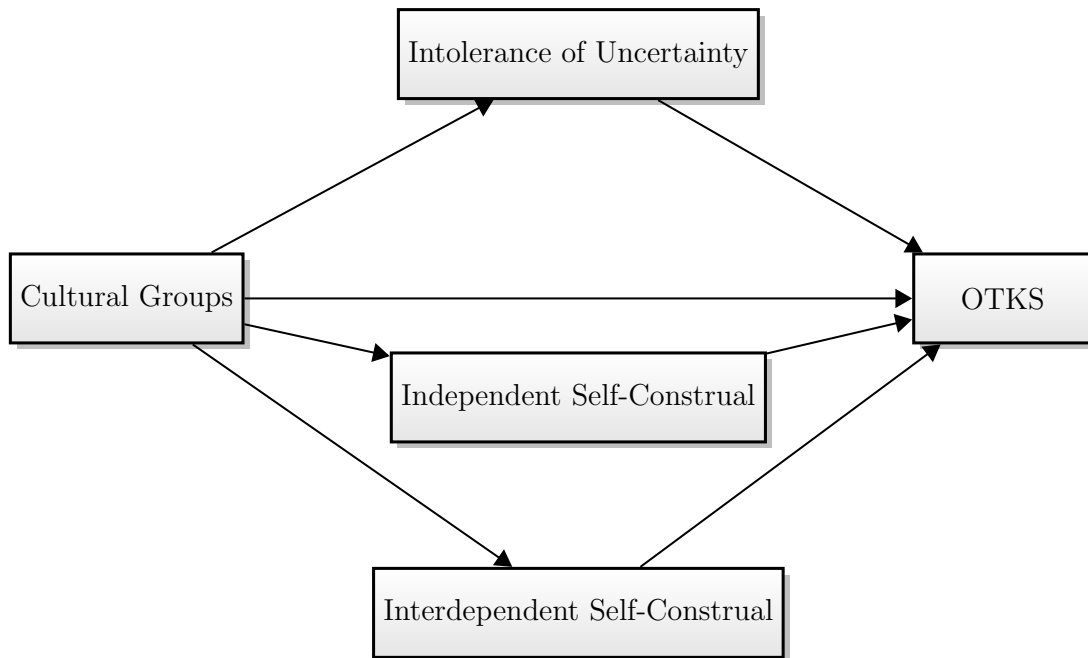 Intolerance of Uncertainty
Cultural Groups
OTKS
Independent Self-Construal
Interdependent Self-Construal